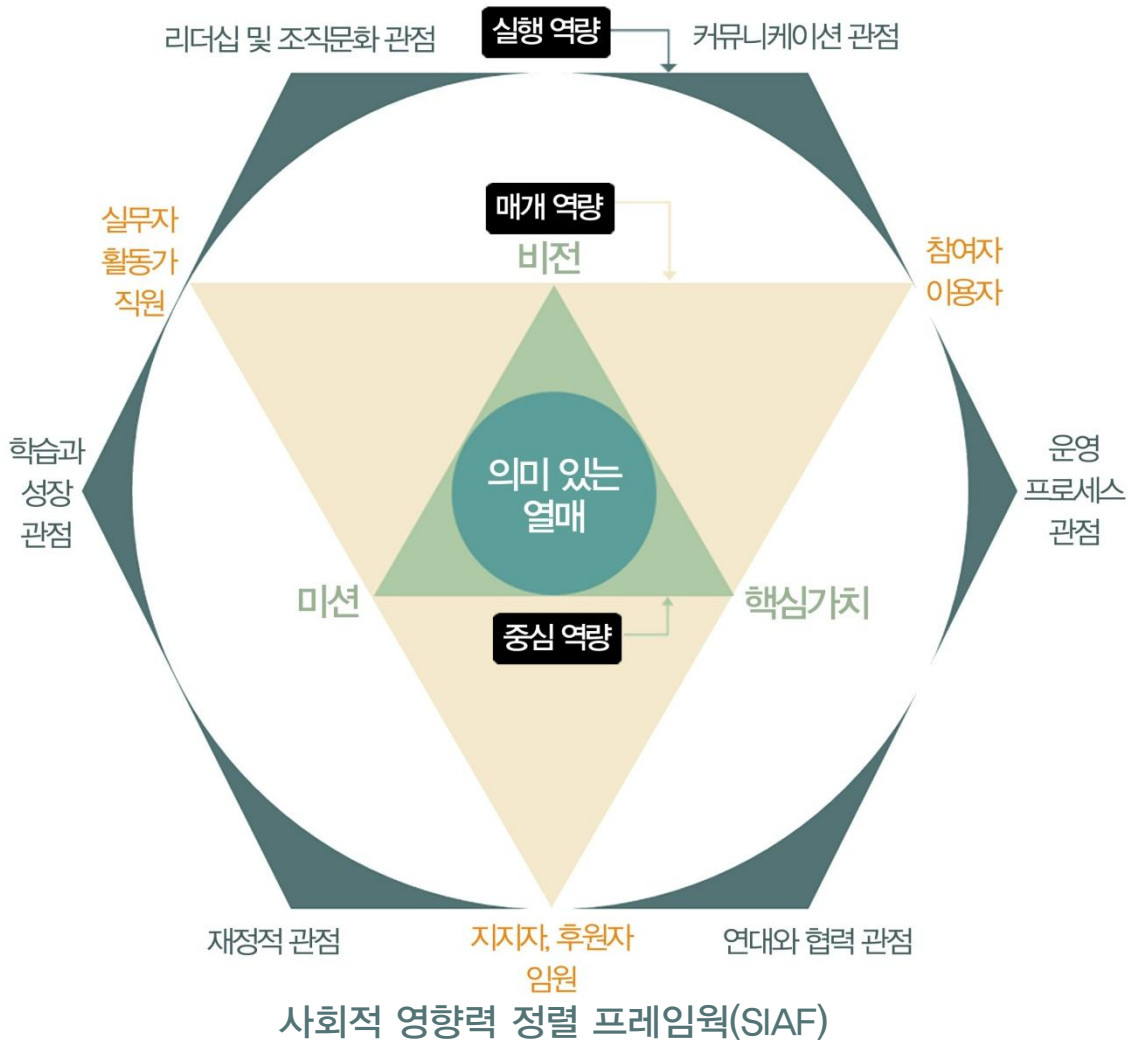 리더십 및 조직문화 관점
실행 역량
커뮤니케이션 관점
매개 역량
실무자
활동가
직원
비전
참여자
이용자
학습과
성장
관점
의미 있는
열매
운영
프로세스
관점
미션
핵심가치
중심 역량
재정적 관점
지지자, 후원자
임원
연대와 협력 관점
사회적 영향력 정렬 프레임웍(SIAF)